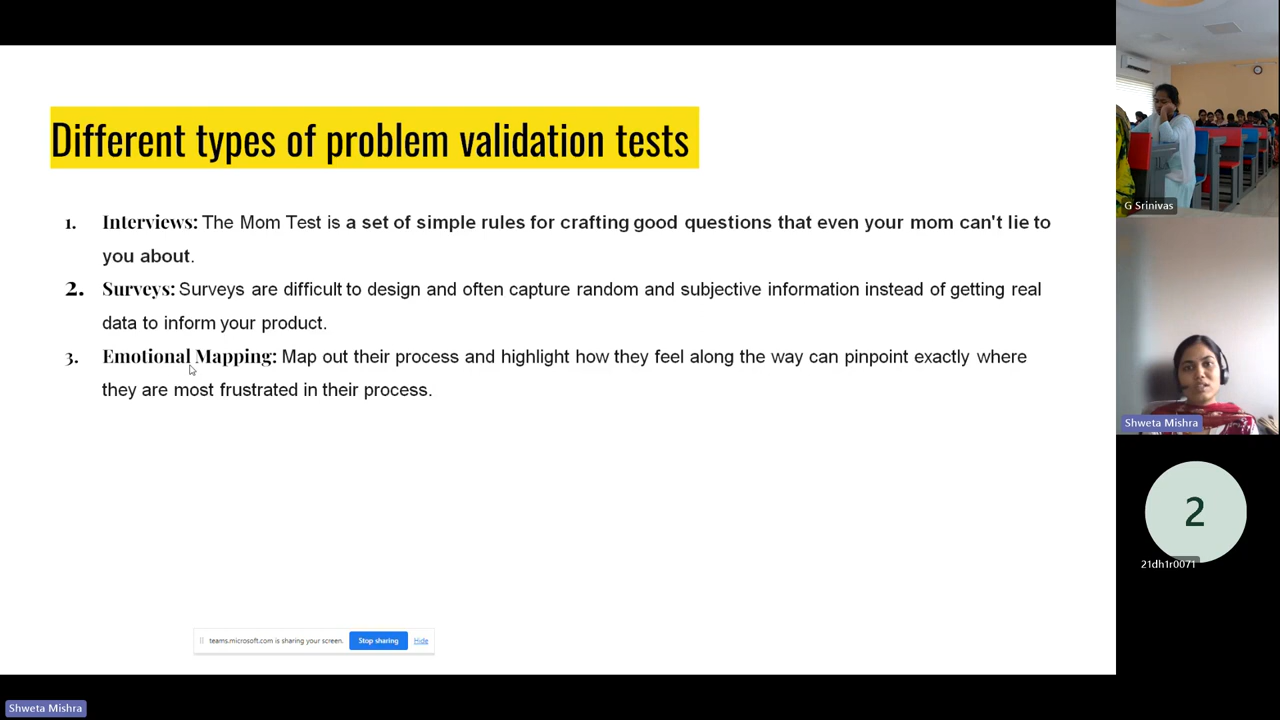 Different types of problem validation tests
1. Interviews: The Mom Test is a set of simple rules for crafting good questions that even your mom can't lie to
you about.
2. Surveys: Surveys are difficult to design and often capture random and subjective information instead of getting real
data to inform your product.
3. Emotional Mapping: Map out their process and highlight how they feel along the way can pinpoint exactly where
they are most frustrated in their process.
teams.microsoft.com is sharing your screen. Stop sharing Hide
Shweta Mishra
G Srinivas
Shweta Mishra
2
21dh1r0071